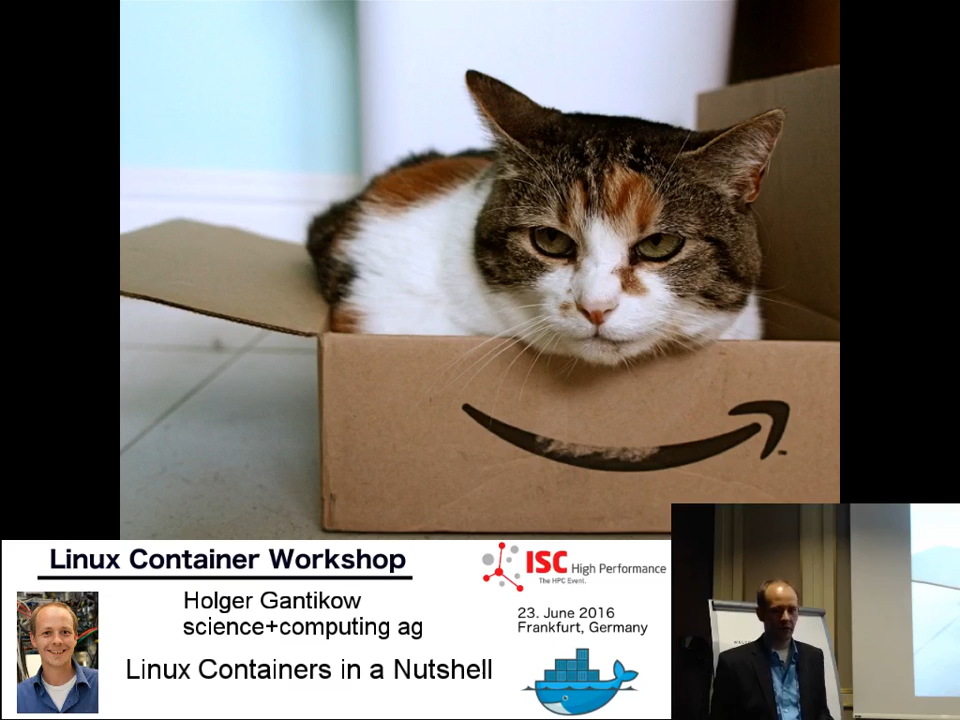 Linux Container Workshop
Holger Gantikow
science+computing ag
Linux Containers in a Nutshell
ISC High Performance
The HPC Event.
23. June 2016
Frankfurt, Germany